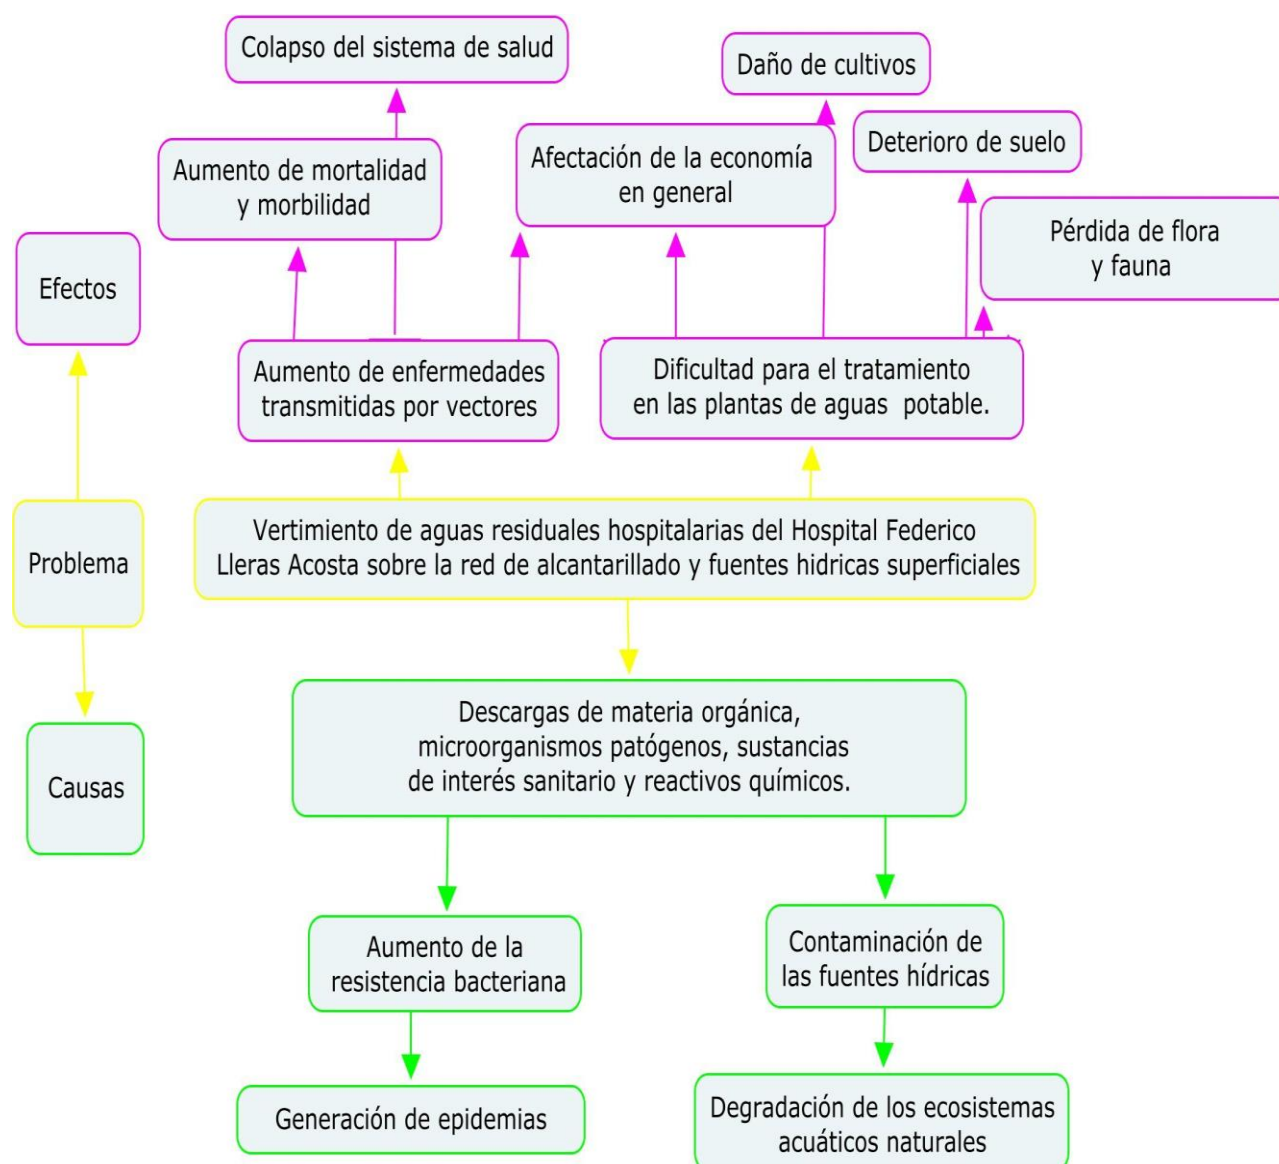 Colapso del sistema de salud
Daño de cultivos
Aumento de mortalidad
y morbilidad
Afectación de la economía
en general
Deterioro de suelo
Pérdida de flora
y fauna
Efectos
Aumento de enfermedades
transmitidas por vectores
Dificultad para el tratamiento
en las plantas de aguas potable.
Problema
Vertimiento de aguas residuales hospitalarias del Hospital Federico
Lleras Acosta sobre la red de alcantarillado y fuentes hidricas superficiales
Causas
Descargas de materia orgánica,
microorganismos patógenos, sustancias
de interés sanitario y reactivos químicos.
Aumento de la
resistencia bacteriana
Contaminación de
las fuentes hídricas
Generación de epidemias
Degradación de los ecosistemas
acuáticos naturales